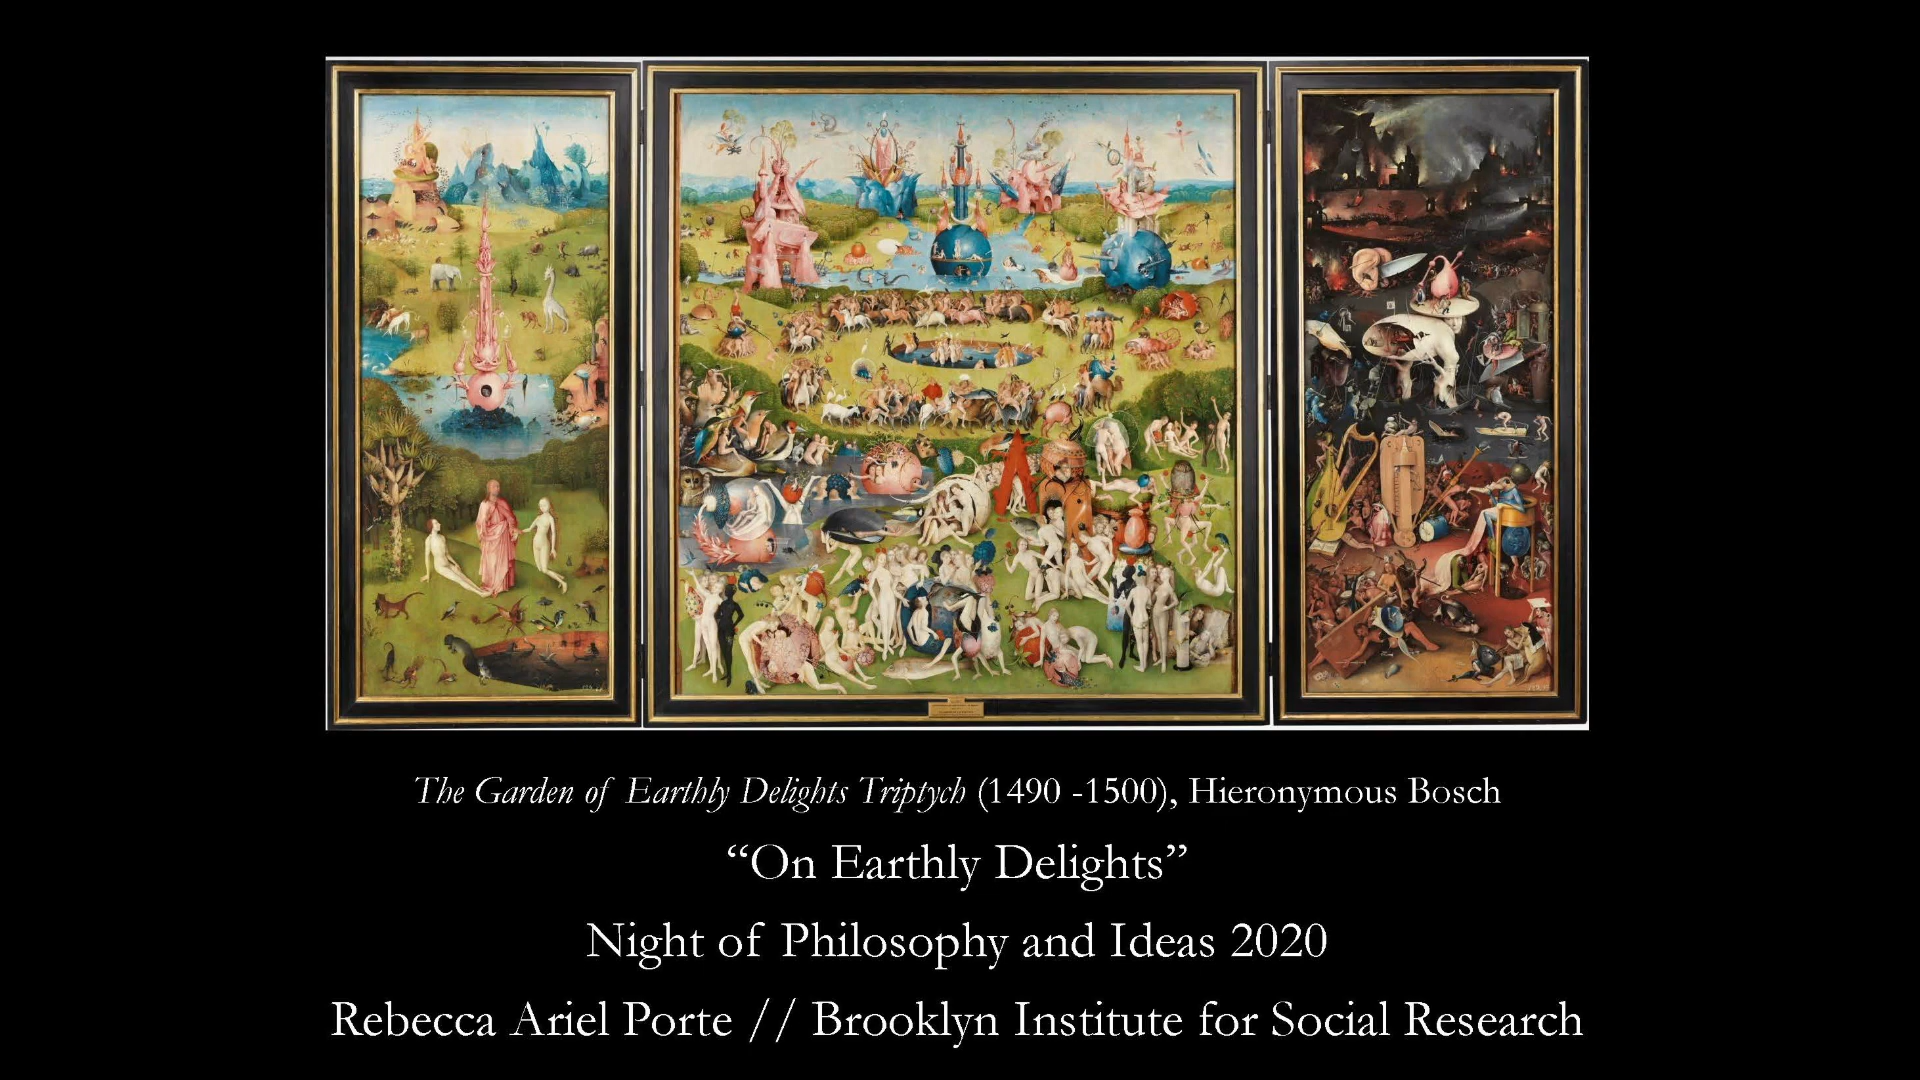 The Garden of Earthly Delights Triptych (1490 -1500), Hieronymous Bosch
“On Earthly Delights”
Night of Philosophy and Ideas 2020
Rebecca Ariel Porte // Brooklyn Institute for Social Research